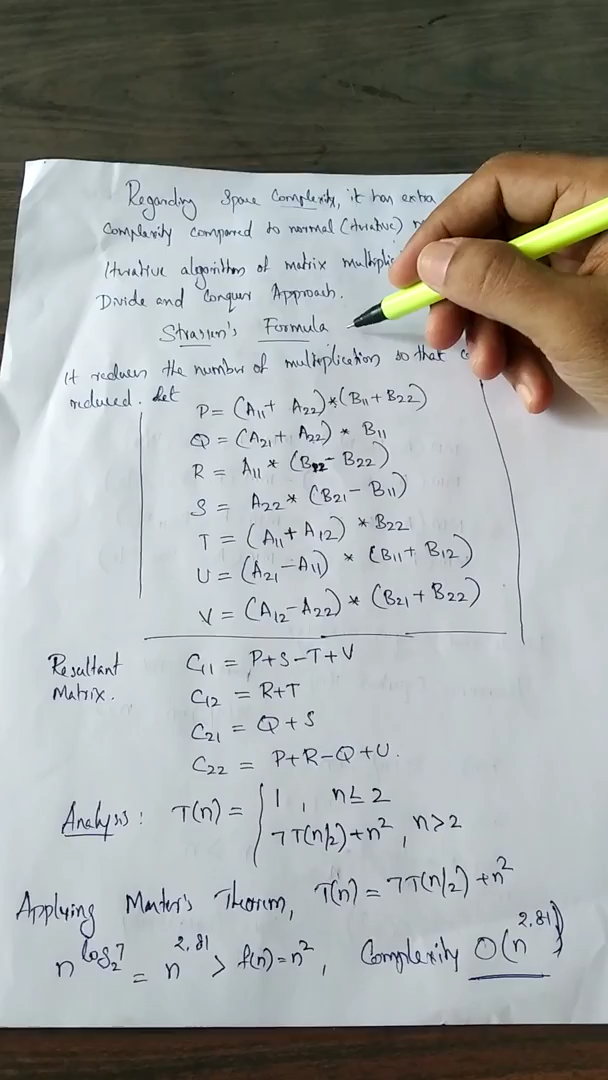 Regarding Space Complexity, it has extra
complexity compared to normal (iterative)
Iterative algorithm of matrix
Divide and Conquer Approach.
Strassen's Formula
It reduces the number of multiplication so that
reduced. Let
P = (A11 + A22) * (B11 + B22)
Q = (A21 + A22) * B11
R = A11 * (B12 - B22)
S = A22 * (B21 - B11)
T = (A11 + A12) * B22
U = (A21 - A11) * (B11 + B12)
V = (A12 - A22) * (B21 + B22)
Resultant Matrix.
C11 = P+S-T+V
C12 = R+T
C21 = Q+S
C22 = P+R-Q+U.
Analysis: T(n) = { 1, n≤2
7T(n/2)+n², n>2
Applying Master's Theorem, T(n) = 7T(n/2)+n²
n^log₂7 = n^2.81 > f(n)=n², Complexity O(n^2.81)